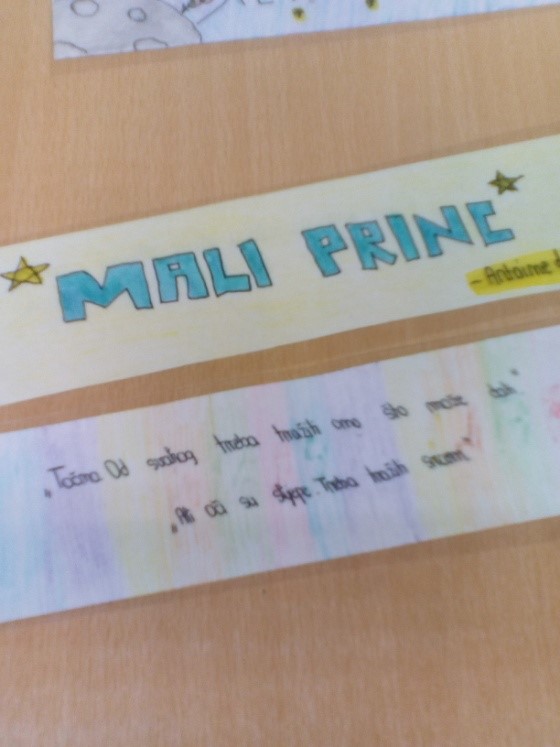 MALI PRINC
- Antoine d
„Točno. Od svakog treba tražiti ono što može dati.“
„Ali oči su slijepe. Treba tražiti srcem.“